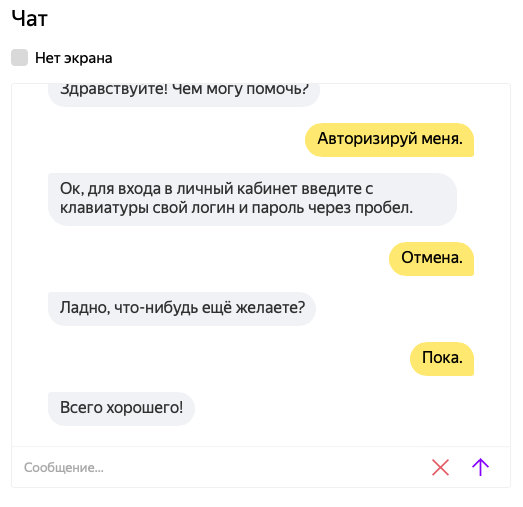 Чат
Нет экрана
Здравствуйте! Чем могу помочь?
Авторизируй меня.
Ок, для входа в личный кабинет введите с
клавиатуры свой логин и пароль через пробел.
Отмена.
Ладно, что-нибудь ещё желаете?
Пока.
Всего хорошего!
Сообщение...